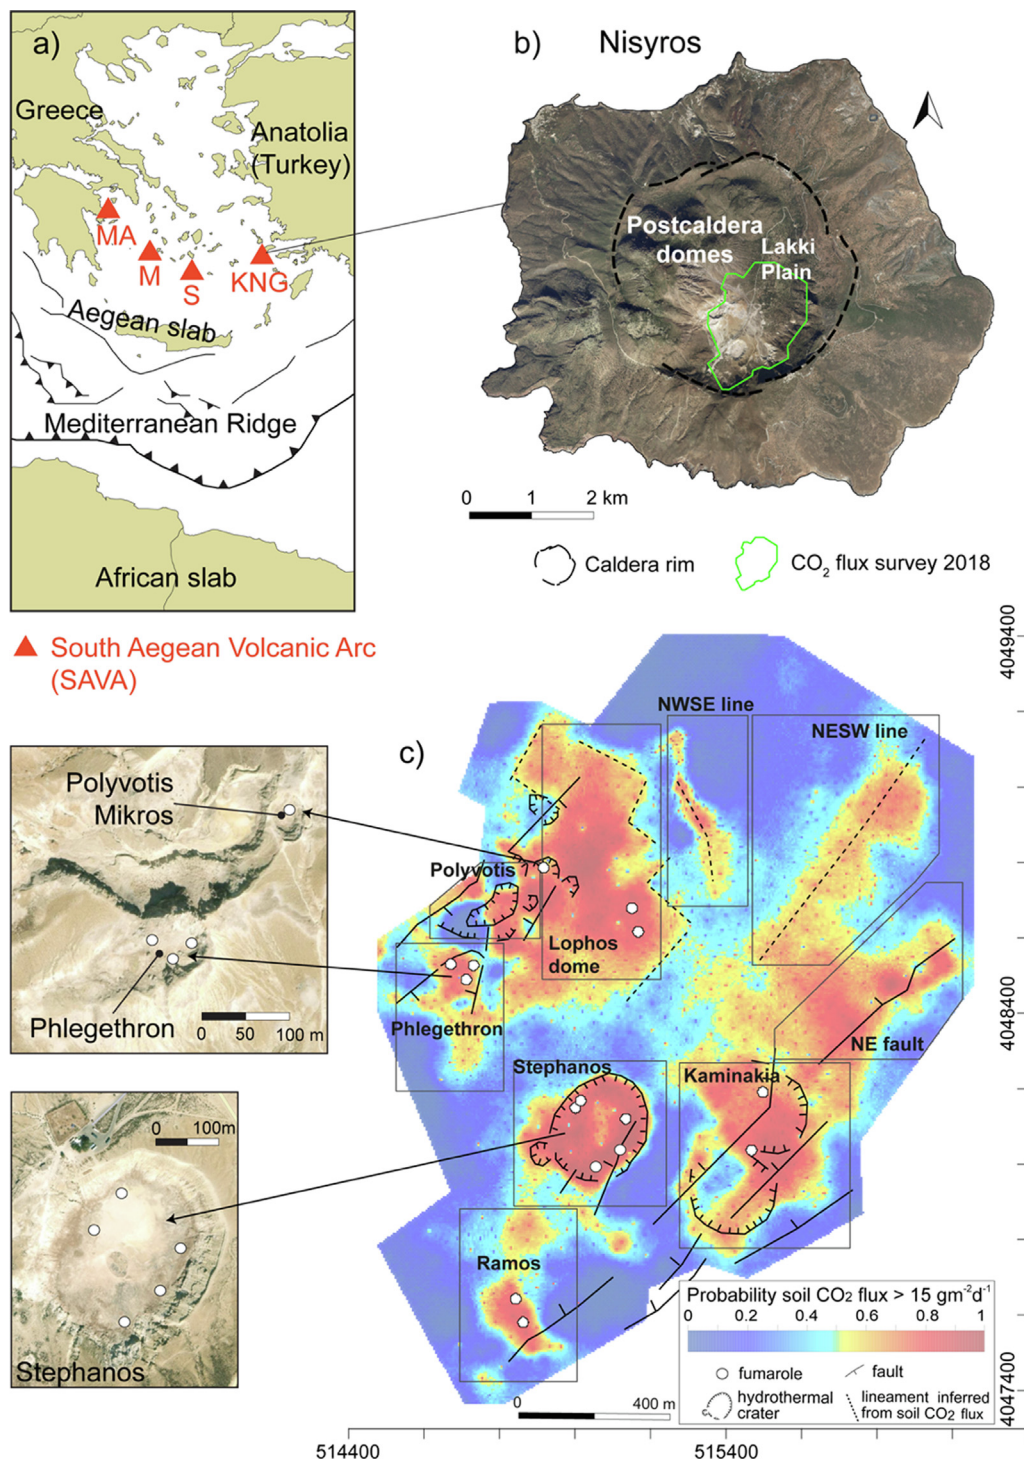 a)
Greece
Anatolia
(Turkey)
MA
M
S
KNG
Aegean slab
Mediterranean Ridge
African slab
South Aegean Volcanic Arc
(SAVA)
b)
Nisyros
Postcaldera
domes
Lakki
Plain
0 1 2 km
Caldera rim
CO2 flux survey 2018
Polyvotis
Mikros
Phlegethron
0 50 100 m
0 100m
Stephanos
c)
NWSE line
NESW line
Polyvotis
Lophos
dome
Phlegethron
NE fault
Stephanos
Kaminakia
Ramos
Probability soil CO2 flux > 15 gm-2d-1
0 0.2 0.4 0.6 0.8 1
fumarole
fault
hydrothermal
crater
lineament inferred
from soil CO2 flux
0 400 m
4049400
4048400
4047400
514400
515400